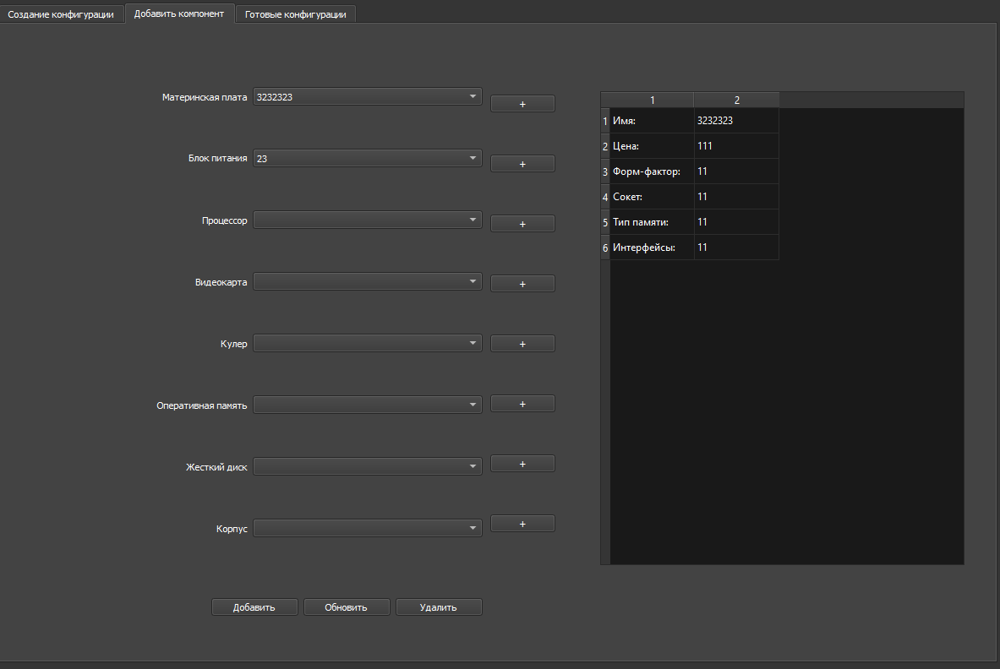 Создание конфигурации
Добавить компонент
Готовые конфигурации
Материнская плата 3232323 +
Блок питания 23 +
Процессор +
Видеокарта +
Кулер +
Оперативная память +
Жесткий диск +
Корпус +
Добавить Обновить Удалить
1 2
1 Имя: 3232323
2 Цена: 111
3 Форм-фактор: 11
4 Сокет: 11
5 Тип памяти: 11
6 Интерфейсы: 11